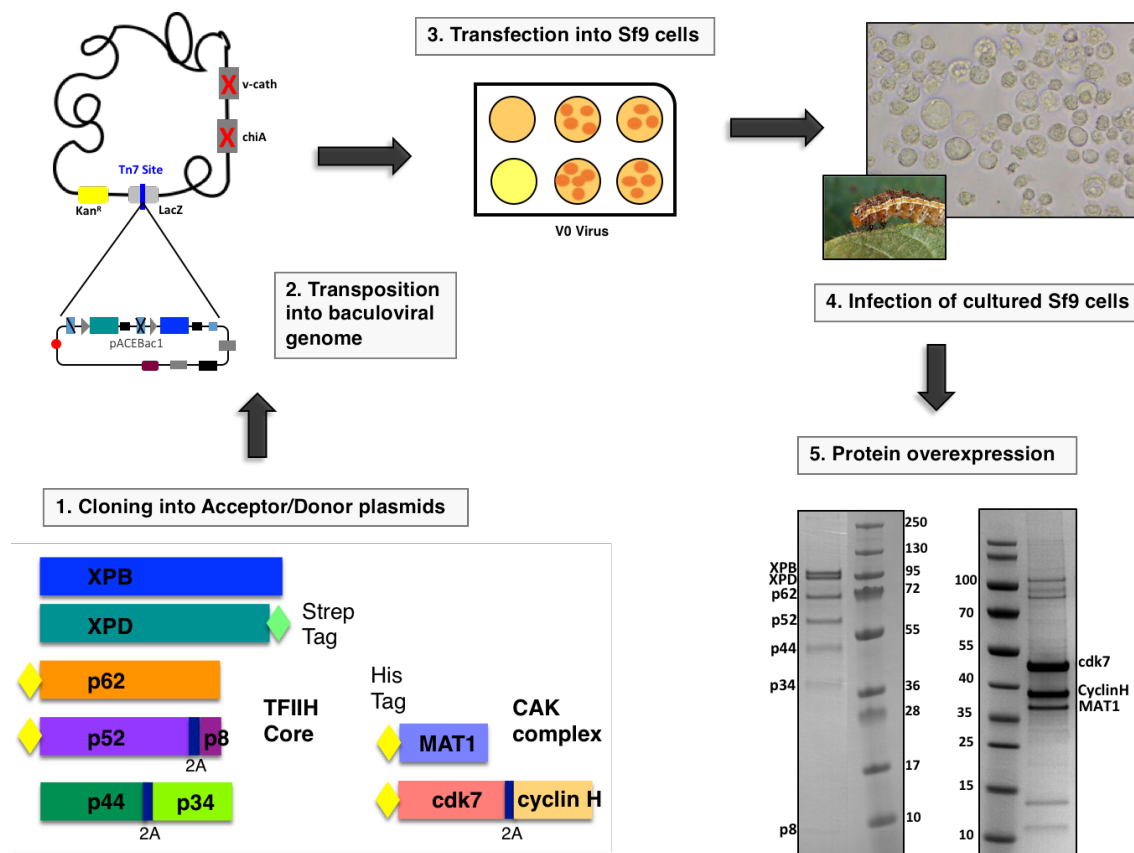 3. Transfection into Sf9 cells
v-cath
X
chiA
X
Tn7 Site
Kanᴿ
LacZ
V0 Virus
2. Transposition
into baculoviral
genome
pACEBac1
4. Infection of cultured Sf9 cells
5. Protein overexpression
1. Cloning into Acceptor/Donor plasmids
XPB
XPD
Strep
Tag
p62
TFIIH
Core
p52
p8
2A
p44
p34
2A
His
Tag
CAK
complex
MAT1
cdk7
cyclin H
2A
XPB
XPD
p62
p52
p44
p34
p8
250
130
95
72
55
36
28
17
10
100
70
55
40
35
25
15
10
cdk7
CyclinH
MAT1